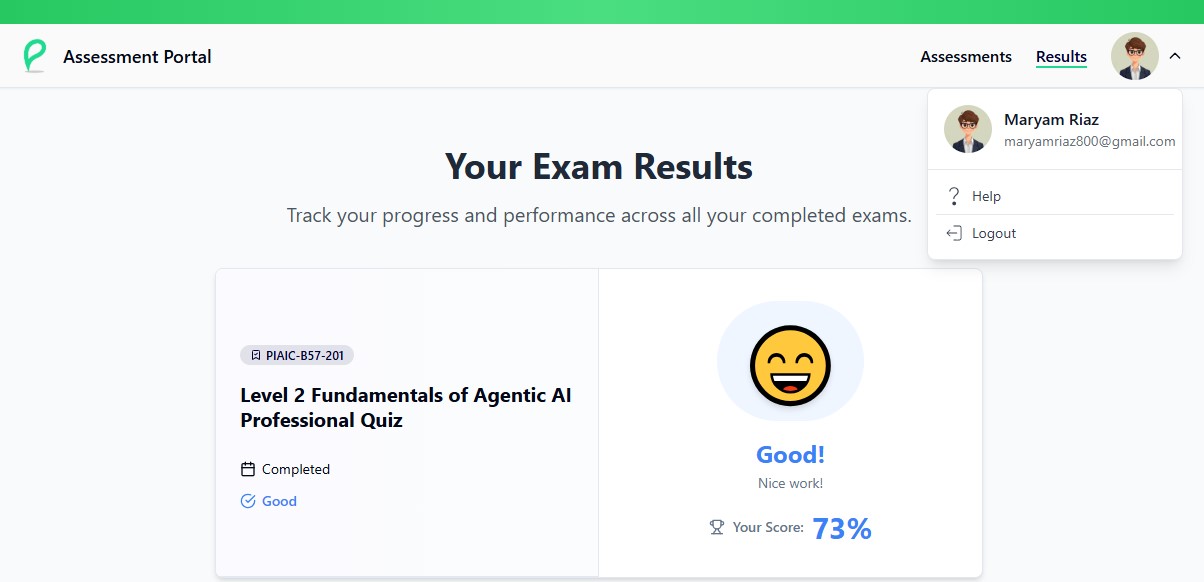 Assessment Portal
Assessments
Results
Maryam Riaz
maryamriaz800@gmail.com
Help
Logout
Your Exam Results
Track your progress and performance across all your completed exams.
PIAIC-B57-201
Level 2 Fundamentals of Agentic AI
Professional Quiz
Completed
Good
Good!
Nice work!
Your Score: 73%